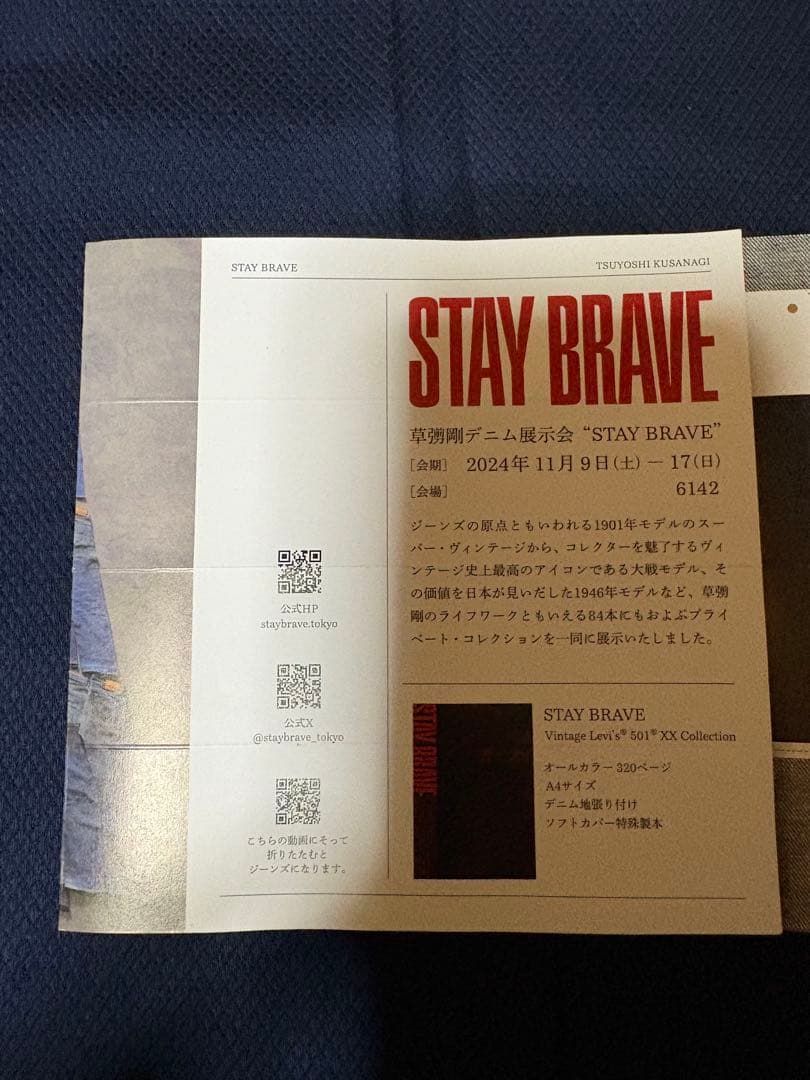 STAY BRAVE
TSUYOSHI KUSANAGI
STAY BRAVE
草彅剛デニム展示会 “STAY BRAVE”
［会期］ 2024年11月9日(土) — 17(日)
［会場］ 6142
ジーンズの原点ともいわれる1901年モデルのスー
パー・ヴィンテージから、コレクターを魅了するヴィ
ンテージ史上最高のアイコンである大戦モデル、そ
の価値を日本が見いだした1946年モデルなど、草彅
剛のライフワークともいえる84本にもおよぶプライ
ベート・コレクションを一同に展示いたしました。
公式HP
staybrave.tokyo
公式X
@staybrave_tokyo
こちらの動画にそって
折りたたむと
ジーンズになります。
STAY BRAVE
STAY BRAVE
Vintage Levi's® 501® XX Collection
オールカラー 320ページ
A4サイズ
デニム地張り付け
ソフトカバー特殊製本